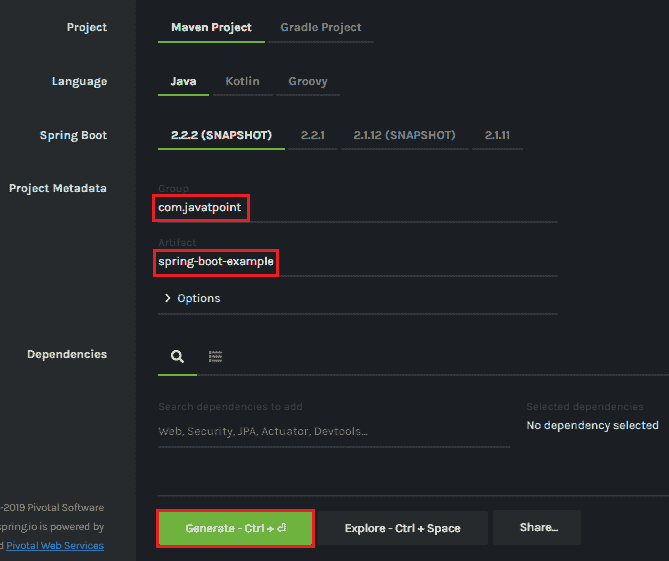 Project
Maven Project Gradle Project
Language
Java Kotlin Groovy
Spring Boot
2.2.2 (SNAPSHOT) 2.2.1 2.1.12 (SNAPSHOT) 2.1.11
Project Metadata
Group
com.javatpoint
Artifact
spring-boot-example
Options
Dependencies
Search dependencies to add
Web, Security, JPA, Actuator, Devtools...
Selected dependencies
No dependency selected
-2019 Pivotal Software
spring.io is powered by
d Pivotal Web Services
Generate - Ctrl + ⏎ Explore - Ctrl + Space Share...